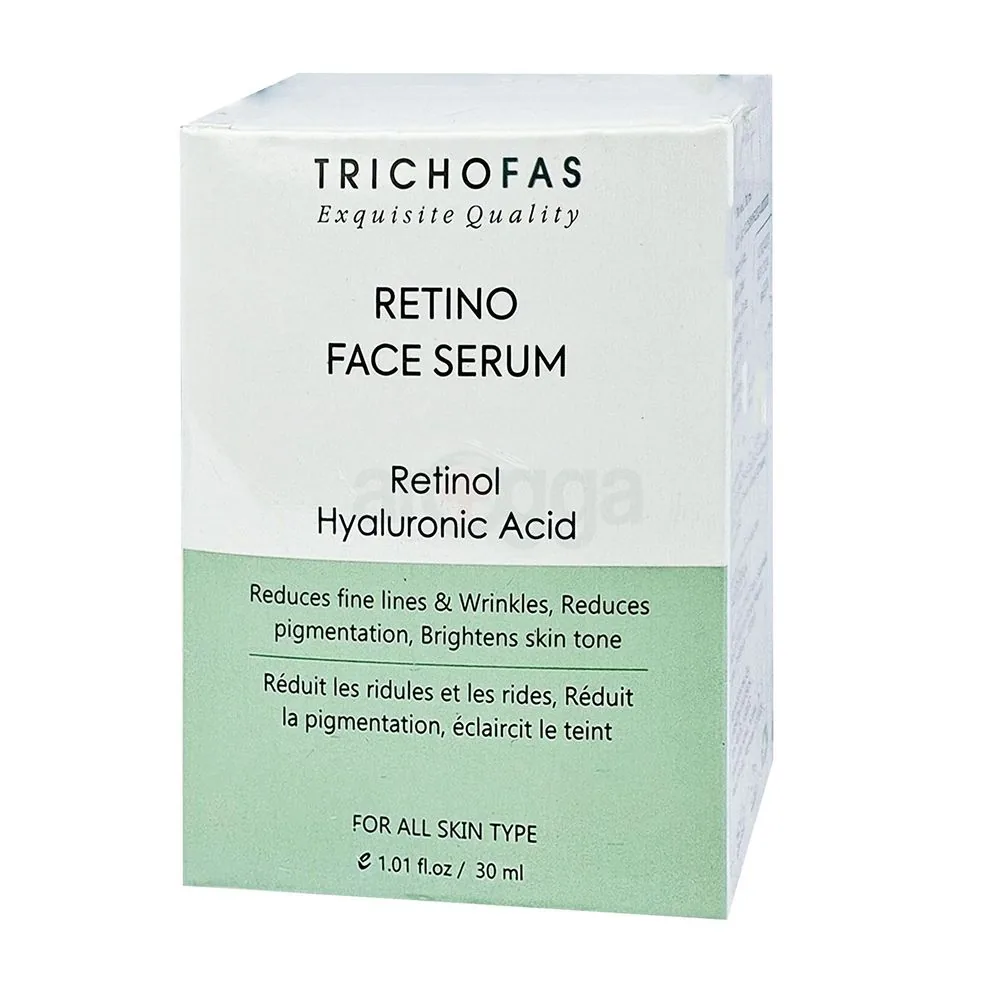 TRICHOFAS
Exquisite Quality
RETINO
FACE SERUM
Retinol
Hyaluronic Acid
Reduces fine lines & Wrinkles, Reduces
pigmentation, Brightens skin tone
Réduit les ridules et les rides, Réduit
la pigmentation, éclaircit le teint
FOR ALL SKIN TYPE
℮ 1.01 fl.oz / 30 ml